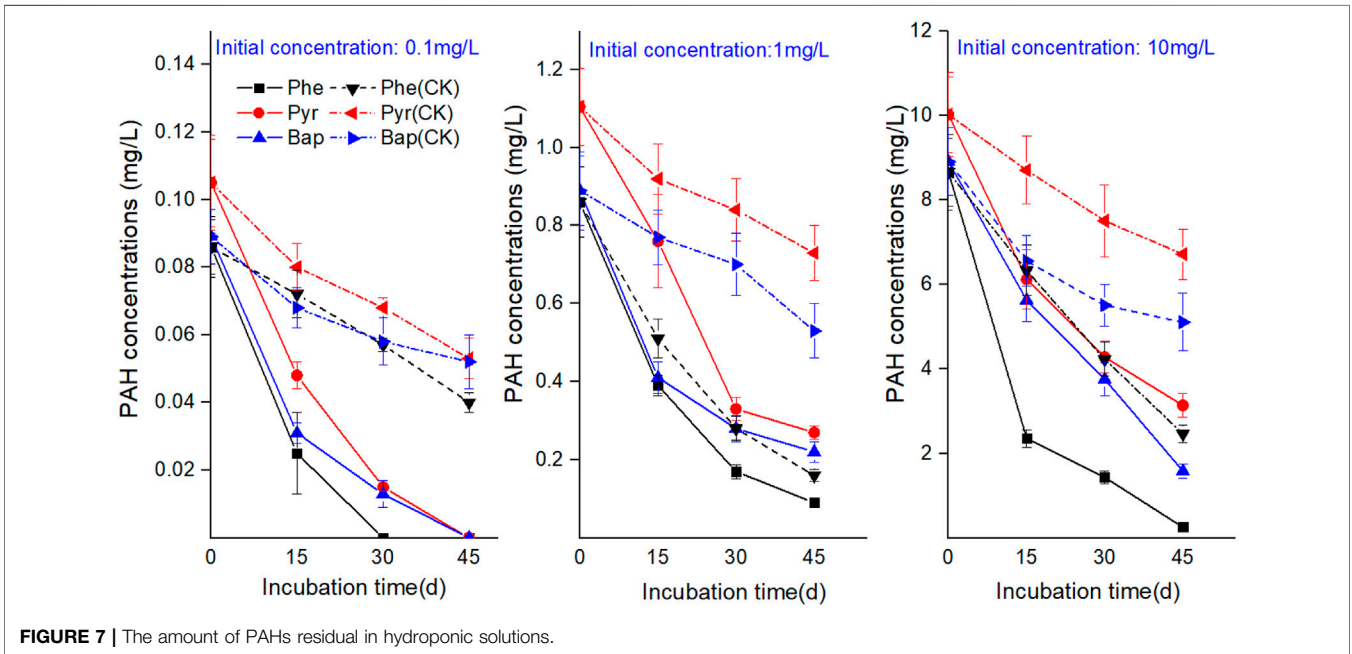 Initial concentration: 0.1mg/L
Phe
Phe(CK)
Pyr
Pyr(CK)
Bap
Bap(CK)
PAH concentrations (mg/L)
0.14
0.12
0.10
0.08
0.06
0.04
0.02
0 15 30 45
Incubation time(d)
Initial concentration:1mg/L
PAH concentrations (mg/L)
1.2
1.0
0.8
0.6
0.4
0.2
0 15 30 45
Incubation time(d)
Initial concentration: 10mg/L
PAH concentrations (mg/L)
12
10
8
6
4
2
0 15 30 45
Incubation time(d)
FIGURE 7 | The amount of PAHs residual in hydroponic solutions.